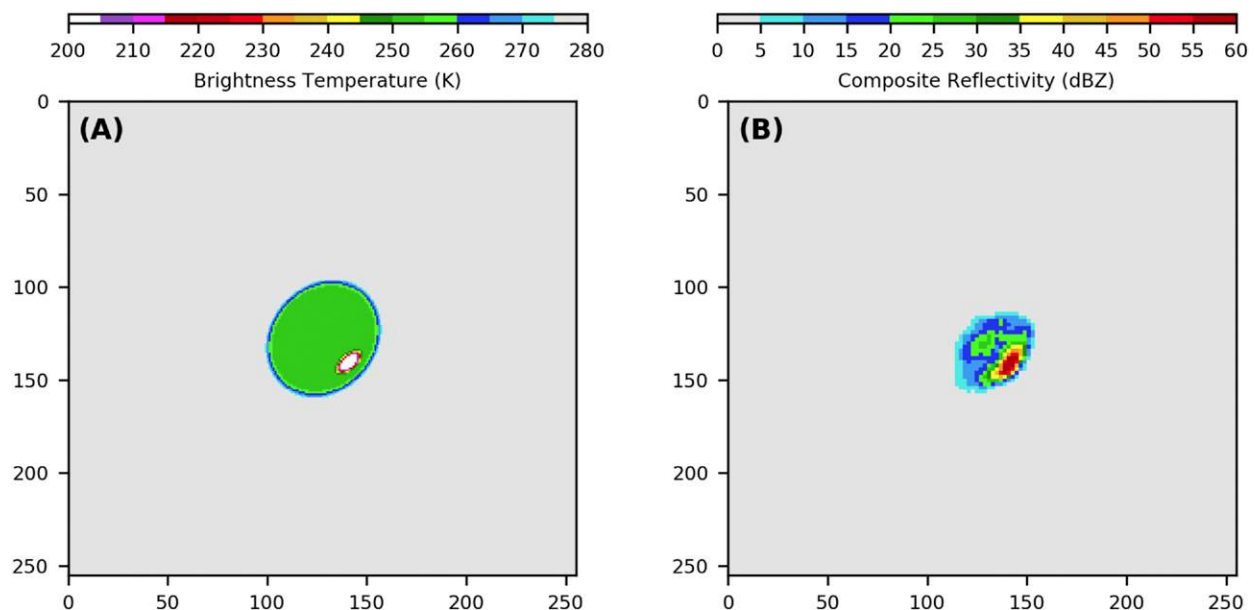 200 210 220 230 240 250 260 270 280
Brightness Temperature (K)
0 5 10 15 20 25 30 35 40 45 50 55 60
Composite Reflectivity (dBZ)
(A)
0
50
100
150
200
250
0 50 100 150 200 250
(B)
0
50
100
150
200
250
0 50 100 150 200 250